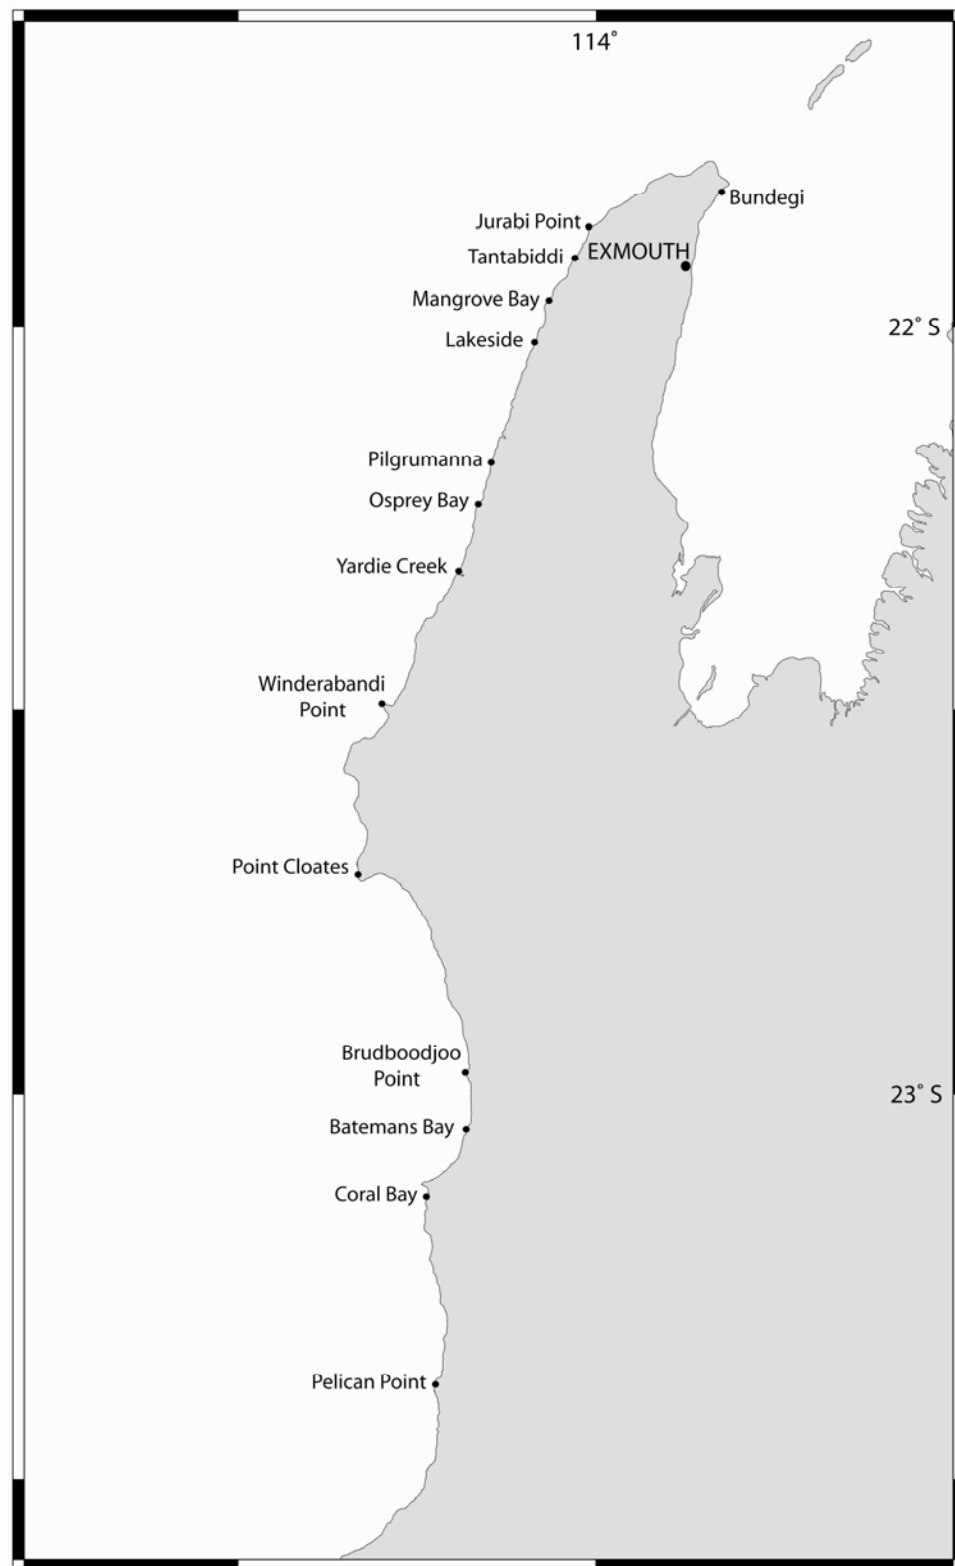 114°
Bundegi
Jurabi Point
Tantabiddi
EXMOUTH
Mangrove Bay
22° S
Lakeside
Pilgrumanna
Osprey Bay
Yardie Creek
Winderabandi
Point
Point Cloates
Brudboodjoo
Point
23° S
Batemans Bay
Coral Bay
Pelican Point